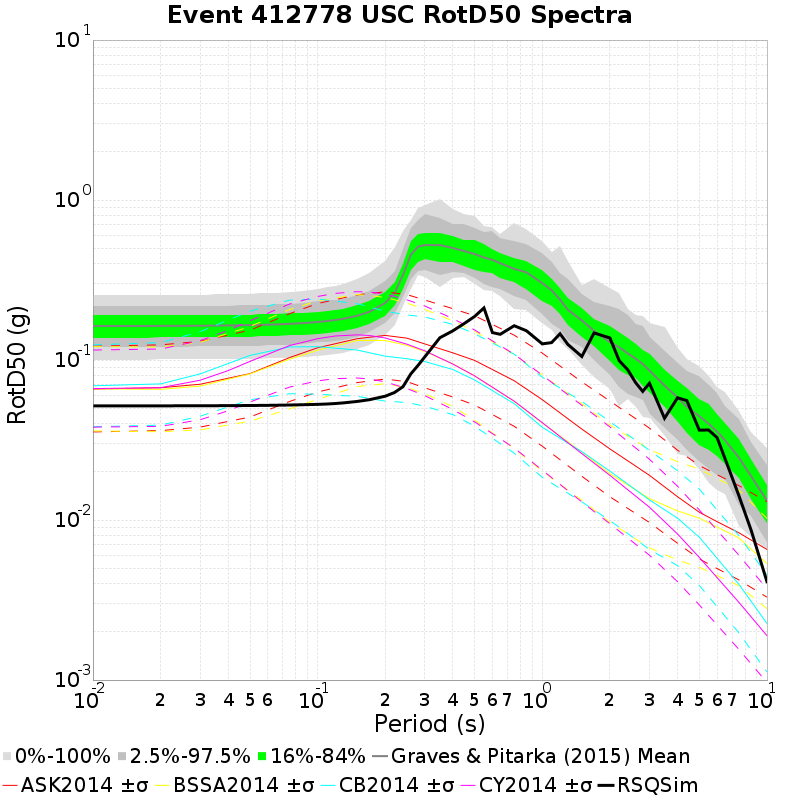 Event 412778 USC RotD50 Spectra
10^1
10^0
10^-1
10^-2
10^-3
RotD50 (g)
10^-2 2 3 4 5 6 10^-1 2 3 4 5 6 7 10^0 2 3 4 5 6 7 10^1
Period (s)
0%-100% 2.5%-97.5% 16%-84% Graves & Pitarka (2015) Mean
ASK2014 ±σ BSSA2014 ±σ CB2014 ±σ CY2014 ±σ RSQSim